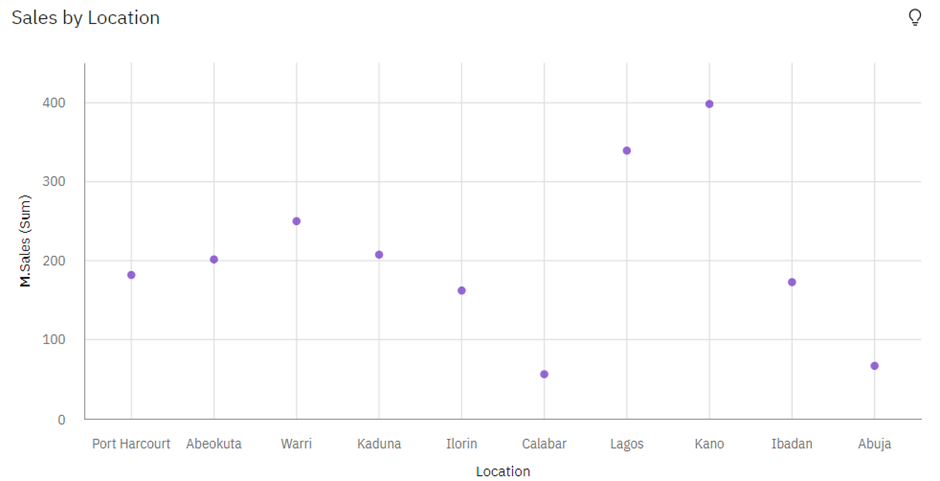 Sales by Location
400
300
200
100
0
M.Sales (Sum)
Port Harcourt Abeokuta Warri Kaduna Ilorin Calabar Lagos Kano Ibadan Abuja
Location